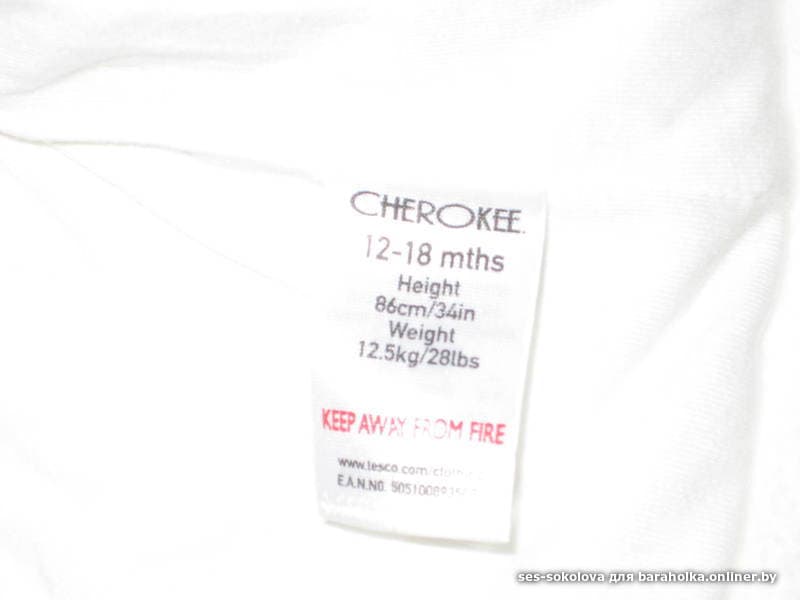 CHEROKEE.
12-18 mths
Height
86cm/34in
Weight
12.5kg/28lbs
KEEP AWAY FROM FIRE
www.tesco.com/clothing
E.A.N.NO.
ses-sokolova для baraholka.onliner.by